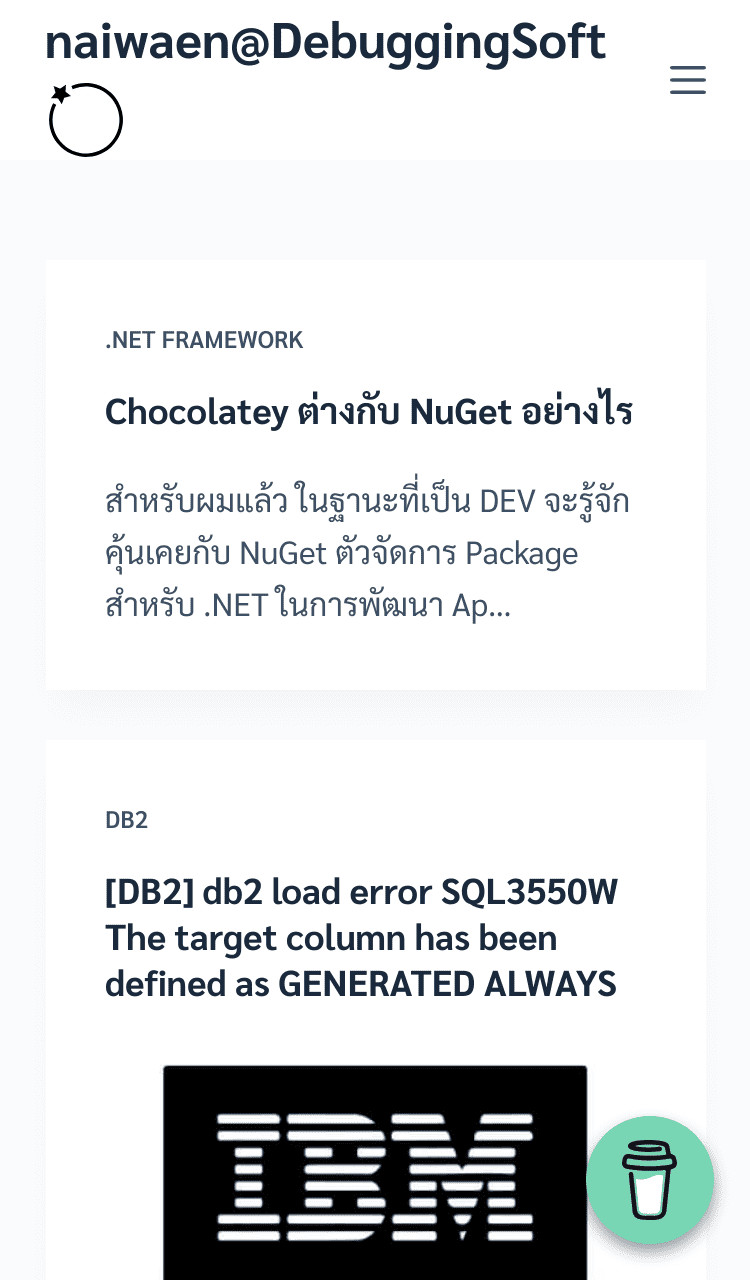 naiwaen@DebuggingSoft
.NET FRAMEWORK
Chocolatey ต่างกับ NuGet อย่างไร
สำหรับผมแล้ว ในฐานะที่เป็น DEV จะรู้จัก
คุ้นเคยกับ NuGet ตัวจัดการ Package
สำหรับ .NET ในการพัฒนา Ap...
DB2
[DB2] db2 load error SQL3550W
The target column has been
defined as GENERATED ALWAYS
IBM